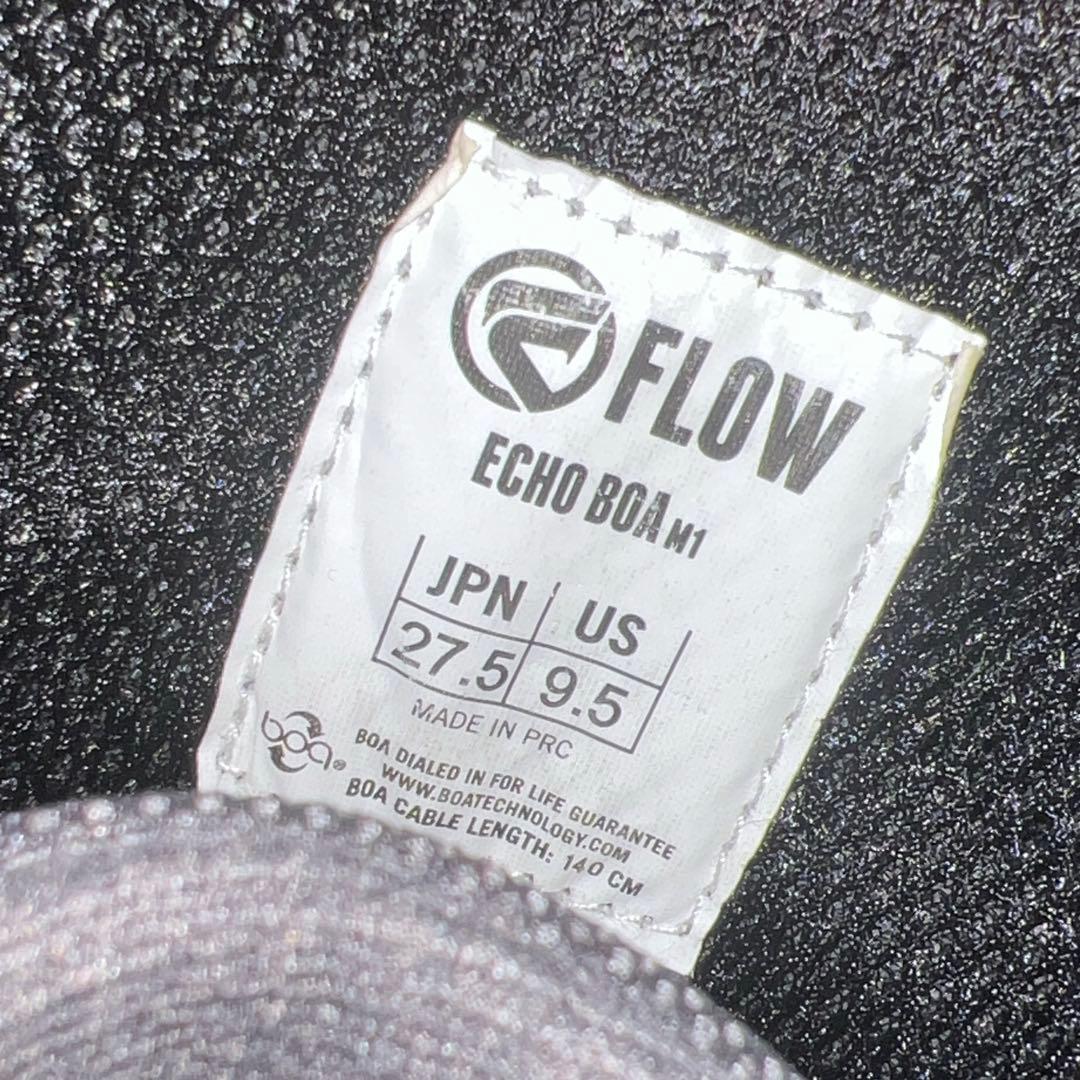 FLOW
ECHO BOA M1
JPN US
27.5 9.5
MADE IN PRC
boa®
BOA DIALED IN FOR LIFE GUARANTEE
WWW.BOATECHNOLOGY.COM
BOA CABLE LENGTH: 140 CM